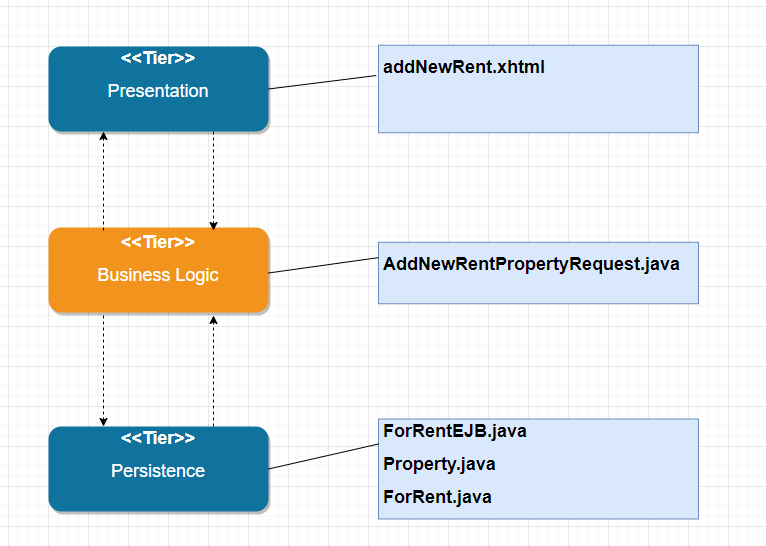 <<Tier>>
Presentation
addNewRent.xhtml
<<Tier>>
Business Logic
AddNewRentPropertyRequest.java
<<Tier>>
Persistence
ForRentEJB.java
Property.java
ForRent.java